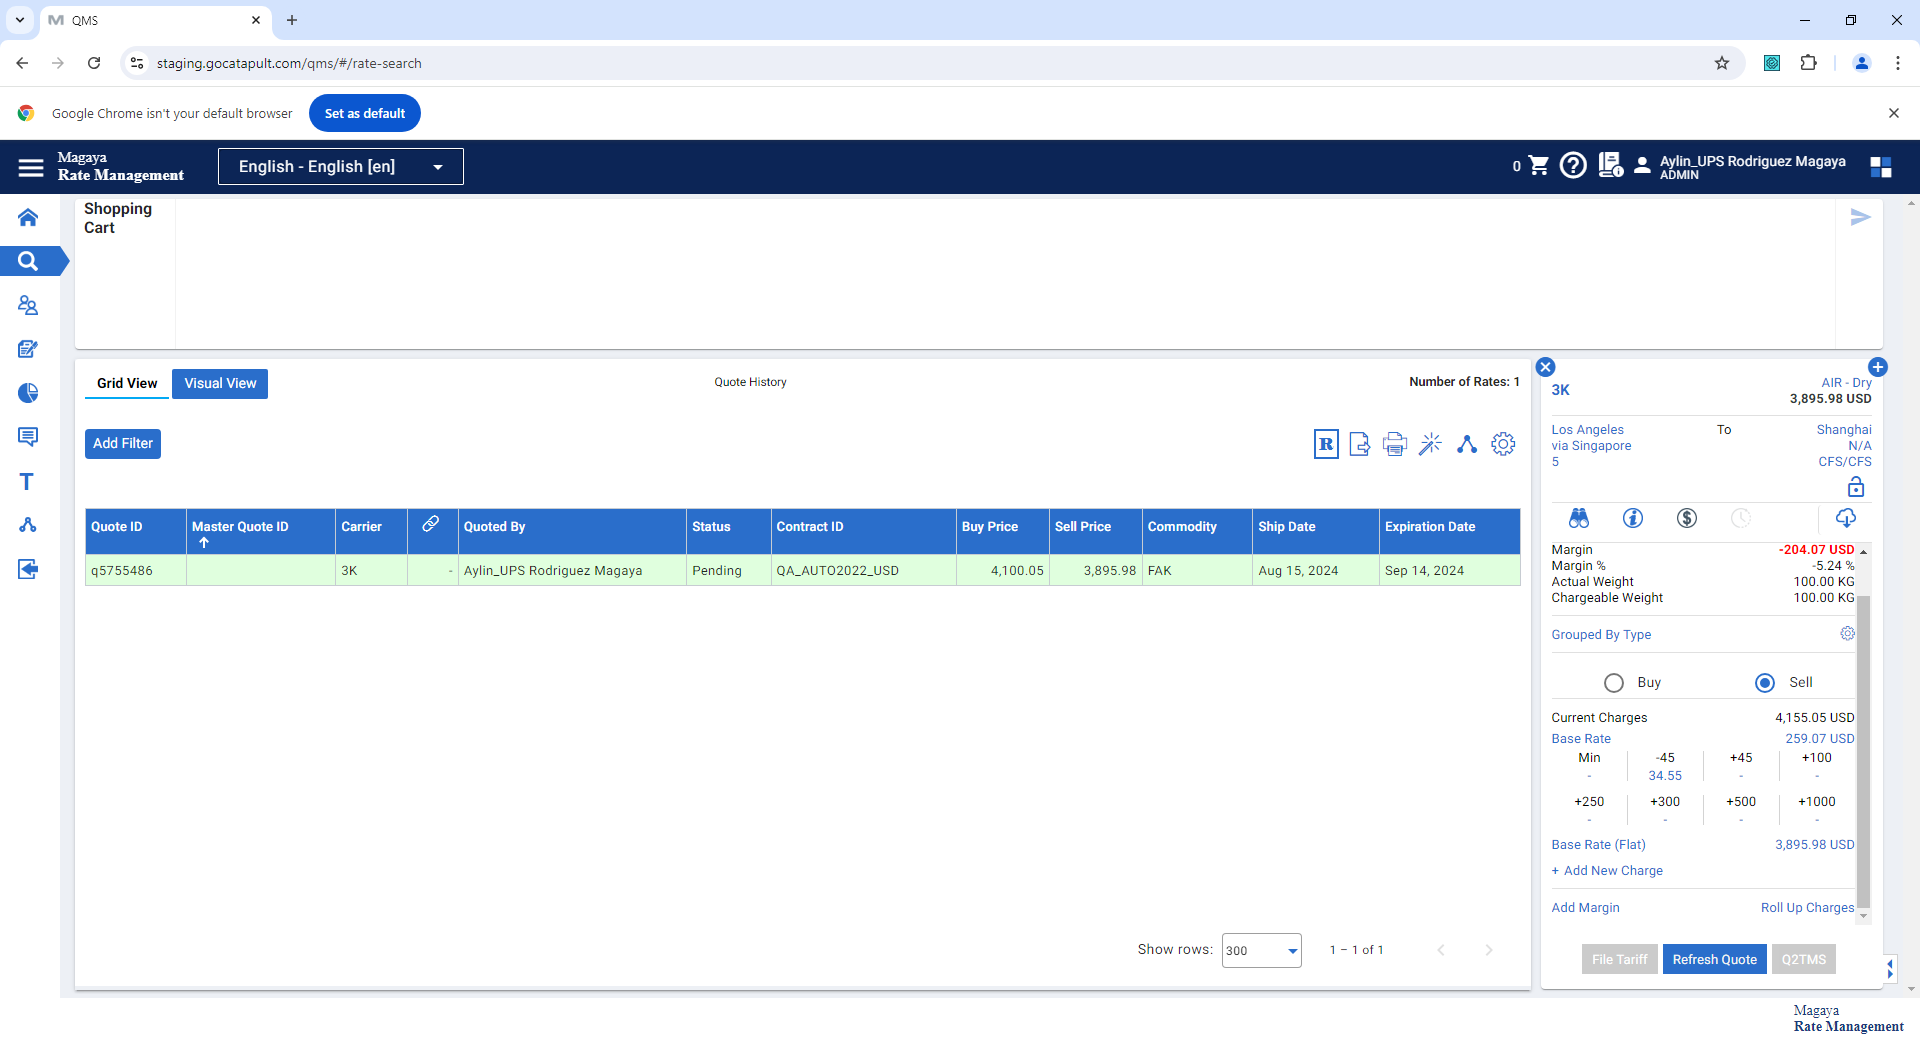 QMS
staging.gocatapult.com/qms/#/rate-search
Google Chrome isn't your default browser
Set as default
Magaya
Rate Management
English - English [en]
0
Aylin_UPS Rodriguez Magaya
ADMIN
Shopping
Cart
Grid View
Visual View
Quote History
Number of Rates: 1
Add Filter
R
Quote ID
Master Quote ID
Carrier
Quoted By
Status
Contract ID
Buy Price
Sell Price
Commodity
Ship Date
Expiration Date
q5755486
3K
-
Aylin_UPS Rodriguez Magaya
Pending
QA_AUTO2022_USD
4,100.05
3,895.98
FAK
Aug 15, 2024
Sep 14, 2024
Show rows:
300
1 – 1 of 1
3K
AIR - Dry
3,895.98 USD
Los Angeles
To
Shanghai
via Singapore
N/A
5
CFS/CFS
Margin
-204.07 USD
Margin %
-5.24 %
Actual Weight
100.00 KG
Chargeable Weight
100.00 KG
Grouped By Type
Buy
Sell
Current Charges
4,155.05 USD
Base Rate
259.07 USD
Min
-45
+45
+100
-
34.55
-
-
+250
+300
+500
+1000
-
-
-
-
Base Rate (Flat)
3,895.98 USD
+ Add New Charge
Add Margin
Roll Up Charges
File Tariff
Refresh Quote
Q2TMS
T
Magaya
Rate Management